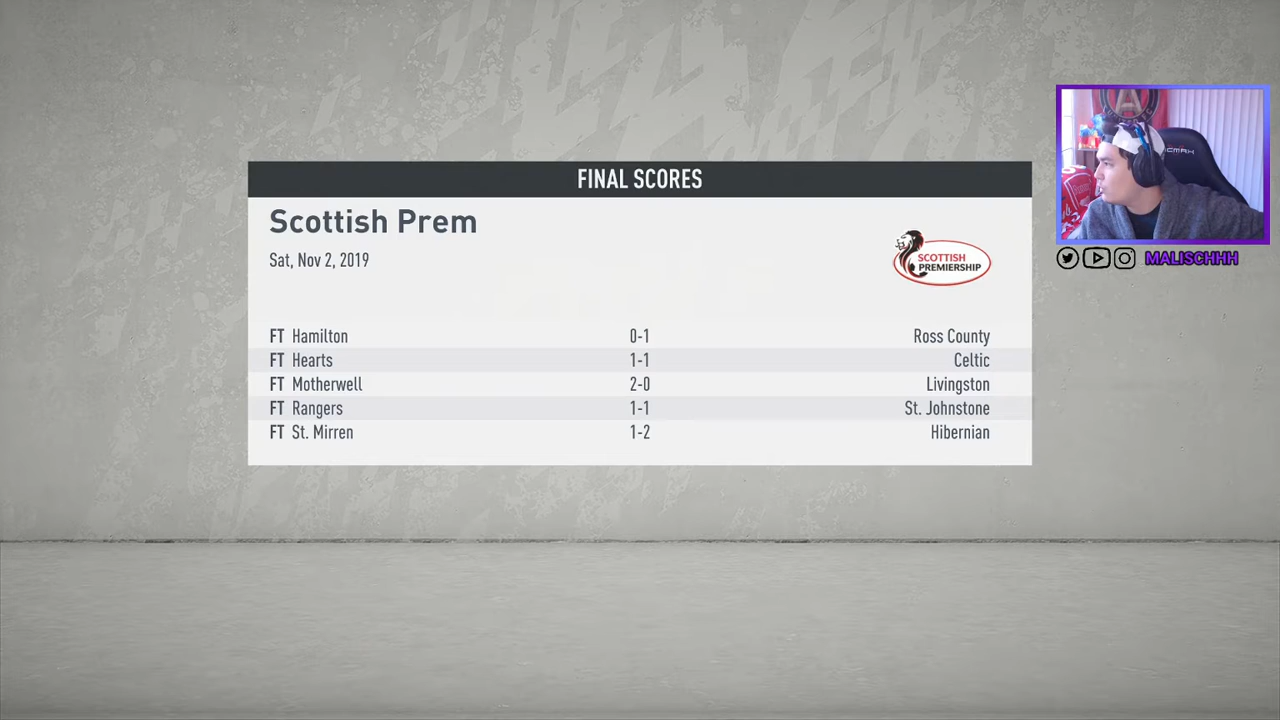 FINAL SCORES
Scottish Prem
Sat, Nov 2, 2019
SCOTTISH
PREMIERSHIP
FT Hamilton 0-1 Ross County
FT Hearts 1-1 Celtic
FT Motherwell 2-0 Livingston
FT Rangers 1-1 St. Johnstone
FT St. Mirren 1-2 Hibernian
MALISCHHH